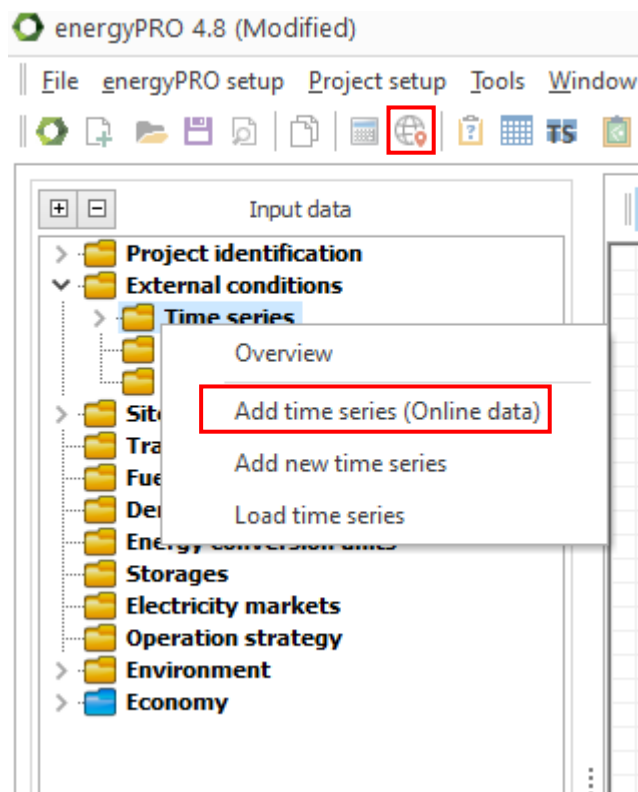 energyPRO 4.8 (Modified)
File energyPRO setup Project setup Tools Window
TS
Input data
Project identification
External conditions
Time series
Overview
Add time series (Online data)
Add new time series
Load time series
Storages
Electricity markets
Operation strategy
Environment
Economy